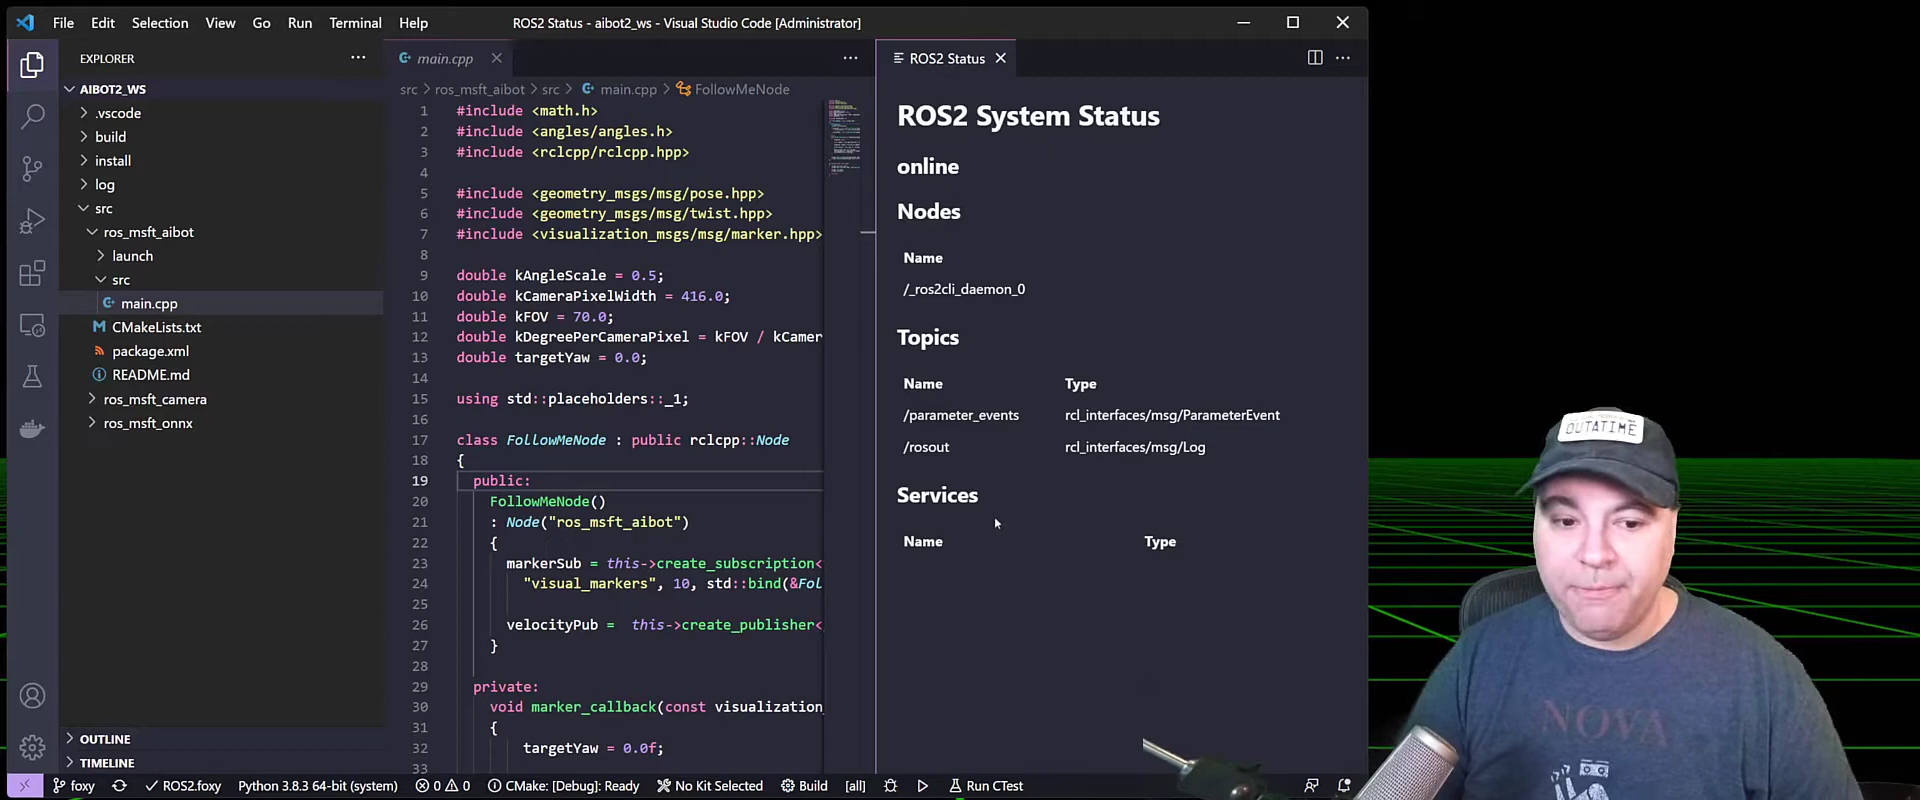 File Edit Selection View Go Run Terminal Help
ROS2 Status - aibot2_ws - Visual Studio Code [Administrator]
EXPLORER
AIBOT2_WS
.vscode
build
install
log
src
ros_msft_aibot
launch
src
main.cpp
CMakeLists.txt
package.xml
README.md
ros_msft_camera
ros_msft_onnx
OUTLINE
TIMELINE
main.cpp
src > ros_msft_aibot > src > main.cpp > FollowMeNode
1 #include <math.h>
2 #include <angles/angles.h>
3 #include <rclcpp/rclcpp.hpp>
4
5 #include <geometry_msgs/msg/pose.hpp>
6 #include <geometry_msgs/msg/twist.hpp>
7 #include <visualization_msgs/msg/marker.hpp>
8
9 double kAngleScale = 0.5;
10 double kCameraPixelWidth = 416.0;
11 double kFOV = 70.0;
12 double kDegreePerCameraPixel = kFOV / kCamer
13 double targetYaw = 0.0;
14
15 using std::placeholders::_1;
16
17 class FollowMeNode : public rclcpp::Node
18 {
19 public:
20 FollowMeNode()
21 : Node("ros_msft_aibot")
22 {
23 markerSub = this->create_subscription<
24 "visual_markers", 10, std::bind(&Fol
25
26 velocityPub = this->create_publisher<
27 }
28
29 private:
30 void marker_callback(const visualization_
31 {
32 targetYaw = 0.0f;
33
ROS2 Status
ROS2 System Status
online
Nodes
Name
/_ros2cli_daemon_0
Topics
Name Type
/parameter_events rcl_interfaces/msg/ParameterEvent
/rosout rcl_interfaces/msg/Log
Services
Name Type
OUTATIME
NOVA
foxy ROS2.foxy Python 3.8.3 64-bit (system) 0 0 CMake: [Debug]: Ready No Kit Selected Build [all] Run CTest